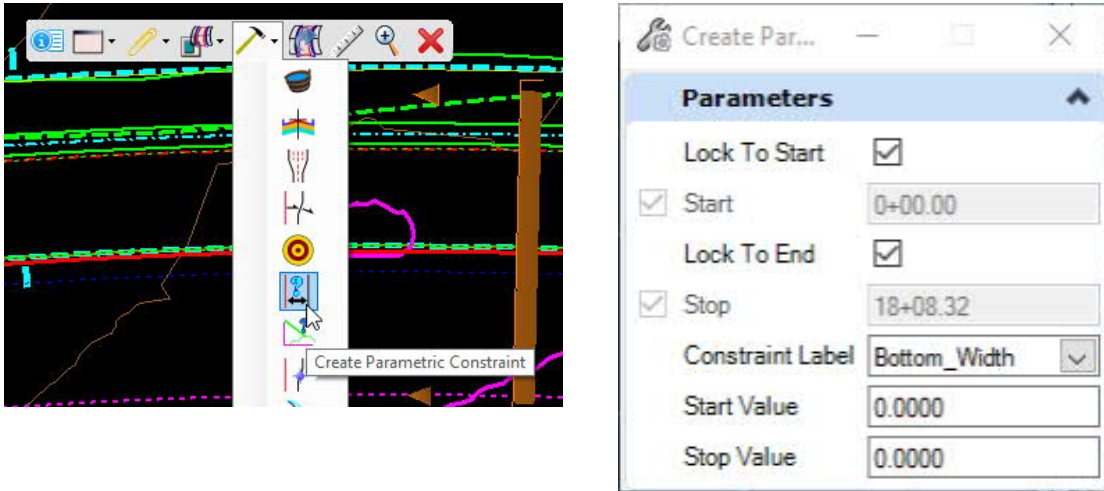 Create Parametric Constraint
Create Par...
Parameters
Lock To Start
Start 0+00.00
Lock To End
Stop 18+08.32
Constraint Label Bottom_Width
Start Value 0.0000
Stop Value 0.0000